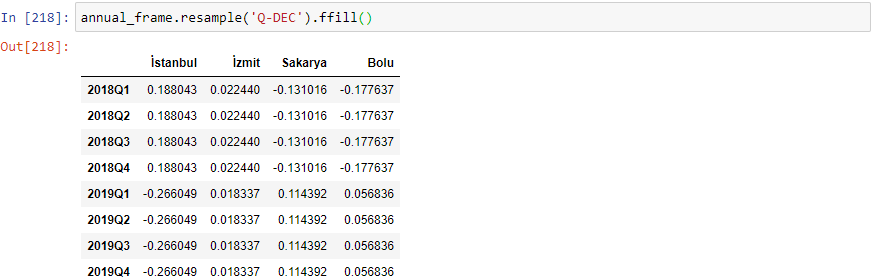 In [218]: annual_frame.resample('Q-DEC').ffill()
Out[218]:
İstanbul İzmit Sakarya Bolu
2018Q1 0.188043 0.022440 -0.131016 -0.177637
2018Q2 0.188043 0.022440 -0.131016 -0.177637
2018Q3 0.188043 0.022440 -0.131016 -0.177637
2018Q4 0.188043 0.022440 -0.131016 -0.177637
2019Q1 -0.266049 0.018337 0.114392 0.056836
2019Q2 -0.266049 0.018337 0.114392 0.056836
2019Q3 -0.266049 0.018337 0.114392 0.056836
2019Q4 -0.266049 0.018337 0.114392 0.056836